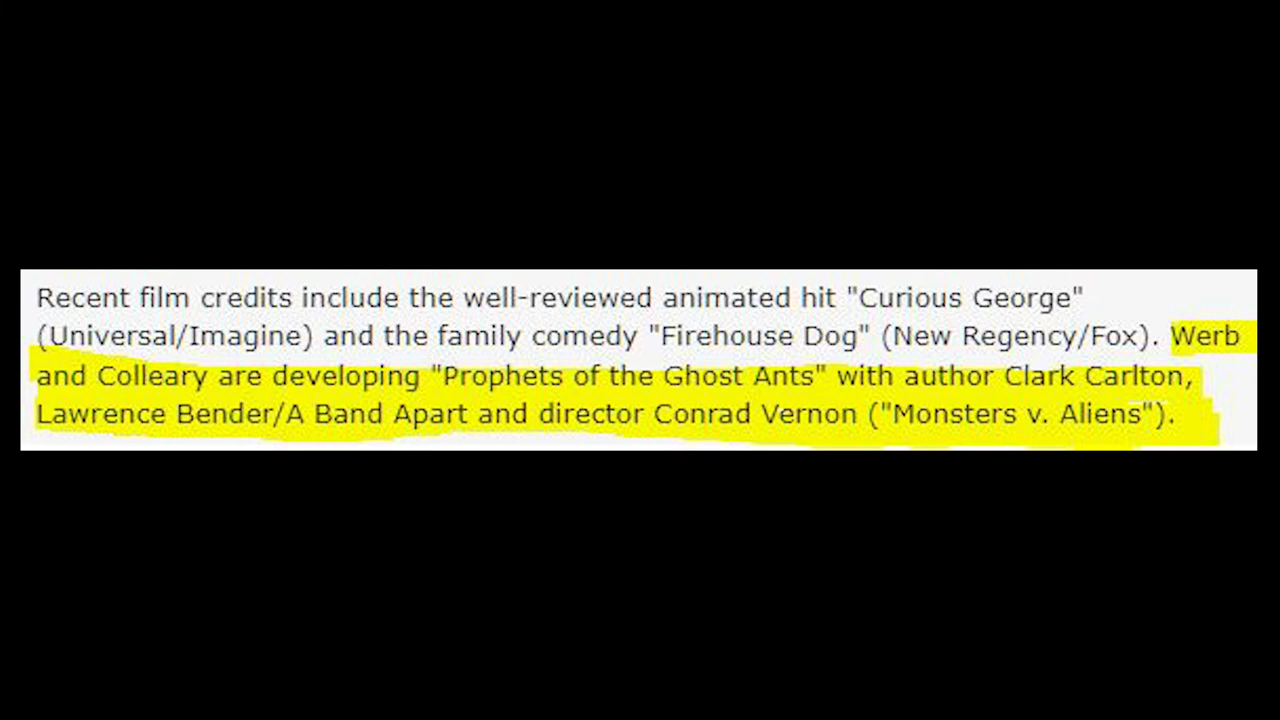 Recent film credits include the well-reviewed animated hit "Curious George"
(Universal/Imagine) and the family comedy "Firehouse Dog" (New Regency/Fox). Werb
and Colleary are developing "Prophets of the Ghost Ants" with author Clark Carlton,
Lawrence Bender/A Band Apart and director Conrad Vernon ("Monsters v. Aliens").